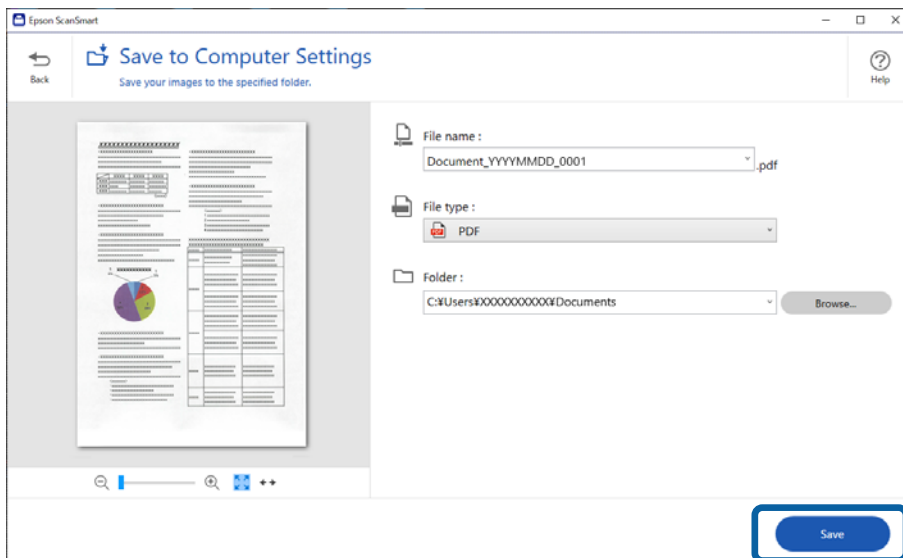 Epson ScanSmart
Back
Save to Computer Settings
Save your images to the specified folder.
Help
File name :
Document_YYYYMMDD_0001
.pdf
File type :
PDF
Folder :
C:¥Users¥XXXXXXXXXX¥Documents
Browse...
Save